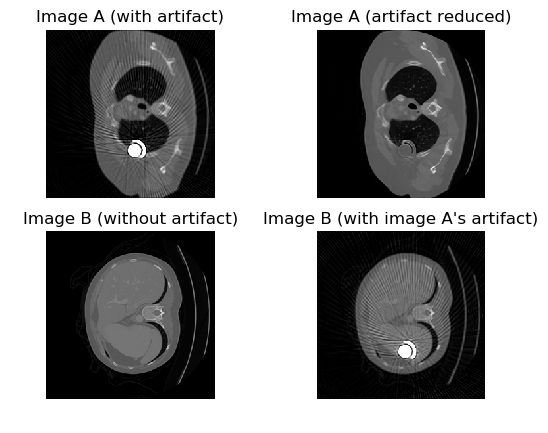 Image A (with artifact)
Image A (artifact reduced)
Image B (without artifact)
Image B (with image A's artifact)